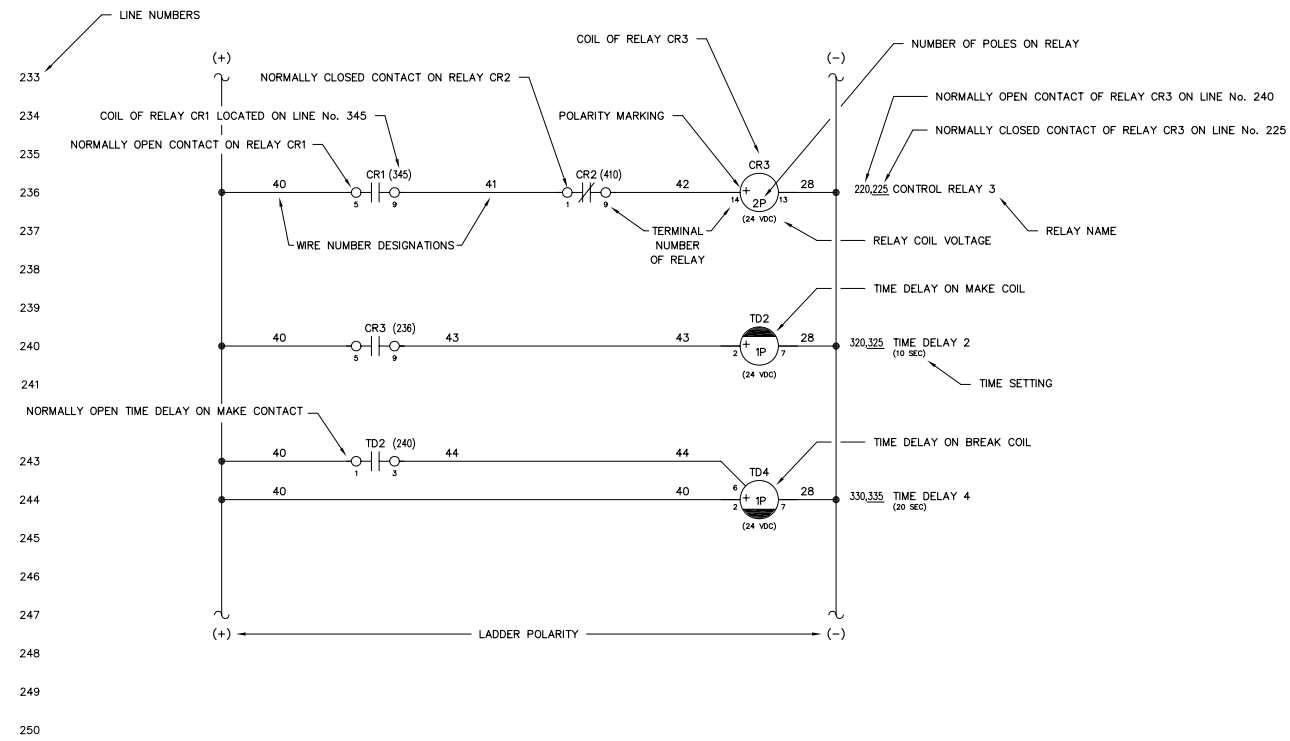 LINE NUMBERS
COIL OF RELAY CR3
NUMBER OF POLES ON RELAY
(+)
(-)
233
NORMALLY CLOSED CONTACT ON RELAY CR2
NORMALLY OPEN CONTACT OF RELAY CR3 ON LINE No. 240
234
COIL OF RELAY CR1 LOCATED ON LINE No. 345
POLARITY MARKING
NORMALLY CLOSED CONTACT OF RELAY CR3 ON LINE No. 225
NORMALLY OPEN CONTACT ON RELAY CR1
235
CR3
CR1 (345)
CR2 (410)
40
41
42
28
236
+
220,225 CONTROL RELAY 3
5
9
1
9
14
2P
13
(24 VDC)
237
WIRE NUMBER DESIGNATIONS
TERMINAL
NUMBER
OF RELAY
RELAY COIL VOLTAGE
RELAY NAME
238
TIME DELAY ON MAKE COIL
239
TD2
CR3 (236)
40
43
43
28
240
+
1P
320,325 TIME DELAY 2
(10 SEC)
5
9
2
7
(24 VDC)
241
TIME SETTING
NORMALLY OPEN TIME DELAY ON MAKE CONTACT
TIME DELAY ON BREAK COIL
TD2 (240)
40
44
44
243
1
3
TD4
6
40
40
28
244
+
1P
330,335 TIME DELAY 4
(20 SEC)
2
7
(24 VDC)
245
246
247
(+)
LADDER POLARITY
(-)
248
249
250